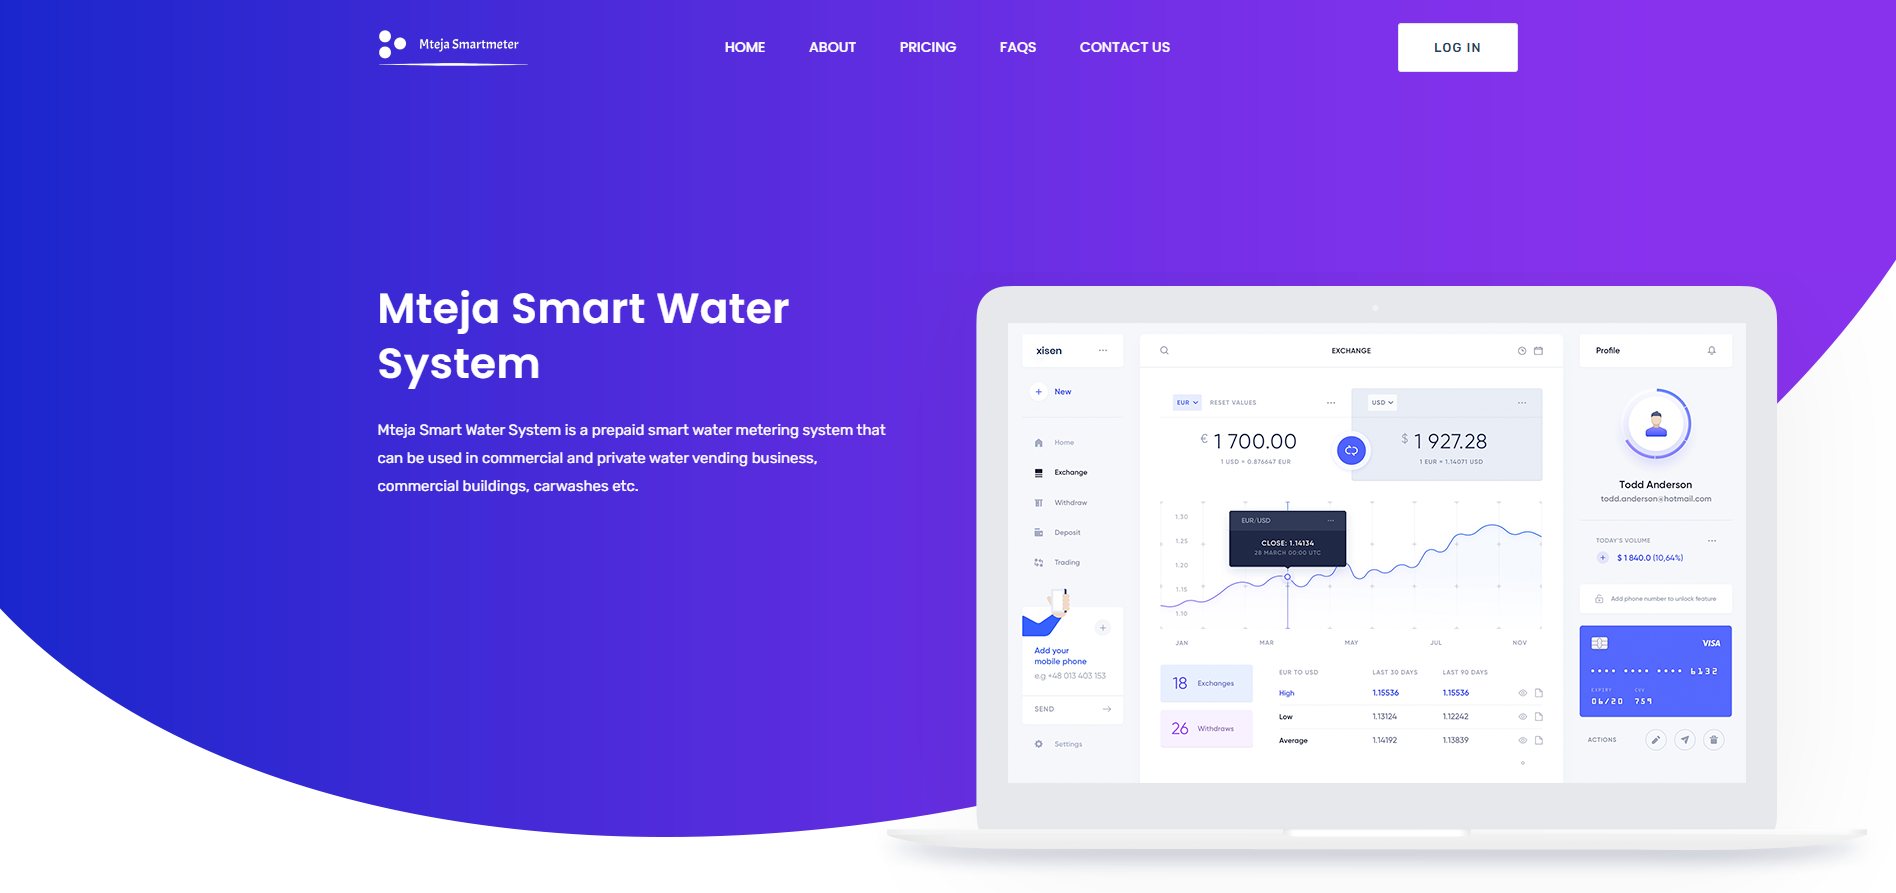 Mteja Smartmeter
HOME
ABOUT
PRICING
FAQS
CONTACT US
LOG IN
Mteja Smart Water
System
Mteja Smart Water System is a prepaid smart water metering system that
can be used in commercial and private water vending business,
commercial buildings, carwashes etc.
xisen
New
Home
Exchange
Withdraw
Deposit
Trading
Add your
mobile phone
e.g +48 013 403 153
SEND
Settings
EXCHANGE
EUR
RESET VALUES
€ 1 700.00
1 USD = 0.876647 EUR
USD
$ 1 927.28
1 EUR = 1.14071 USD
1.30
1.25
1.20
1.15
1.10
EUR/USD
CLOSE: 1.14134
28 MARCH 00:00 UTC
JAN
MAR
MAY
JUL
NOV
18 Exchanges
26 Withdraws
EUR TO USD
LAST 30 DAYS
LAST 90 DAYS
High 1.15536 1.15536
Low 1.13124 1.12242
Average 1.14192 1.13839
Profile
Todd Anderson
todd.anderson@hotmail.com
TODAY'S VOLUME
$ 1 840.0 (10,64%)
Add phone number to unlock feature
VISA
•••• •••• •••• 6132
EXPIRY CVV
06/20 759
ACTIONS